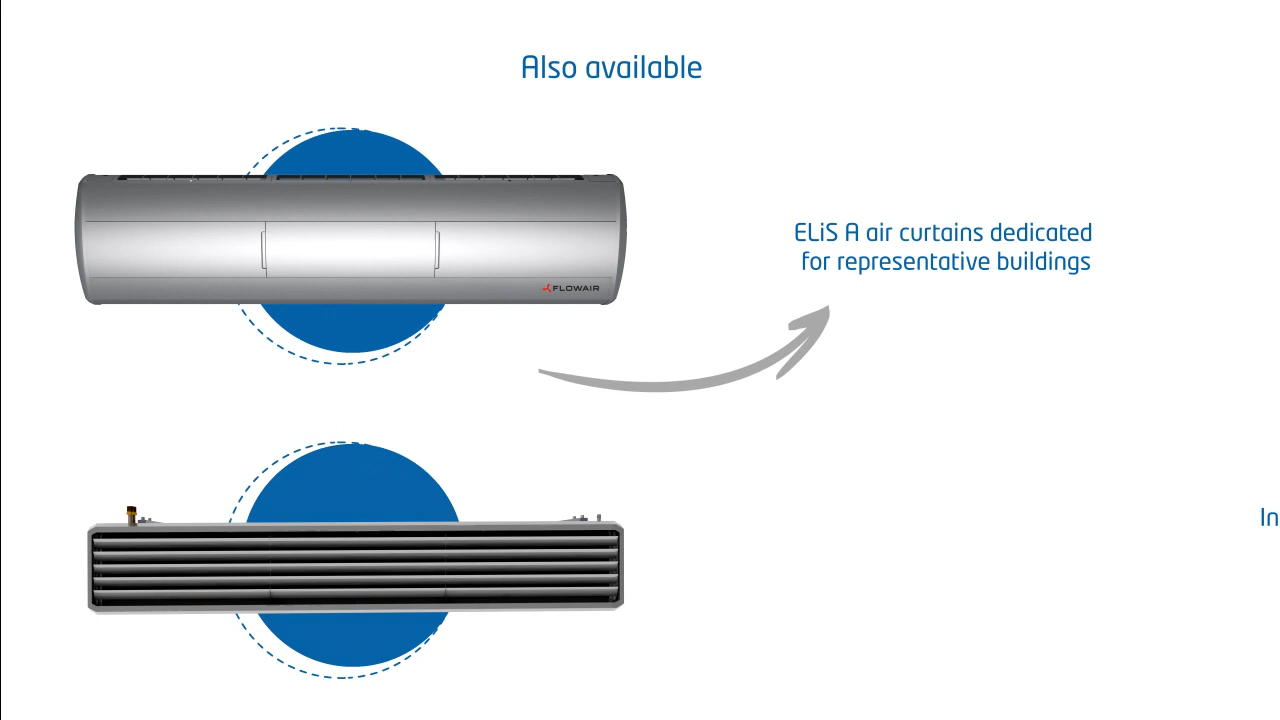 Also available
FLOWAIR
ELiS A air curtains dedicated
for representative buildings
In